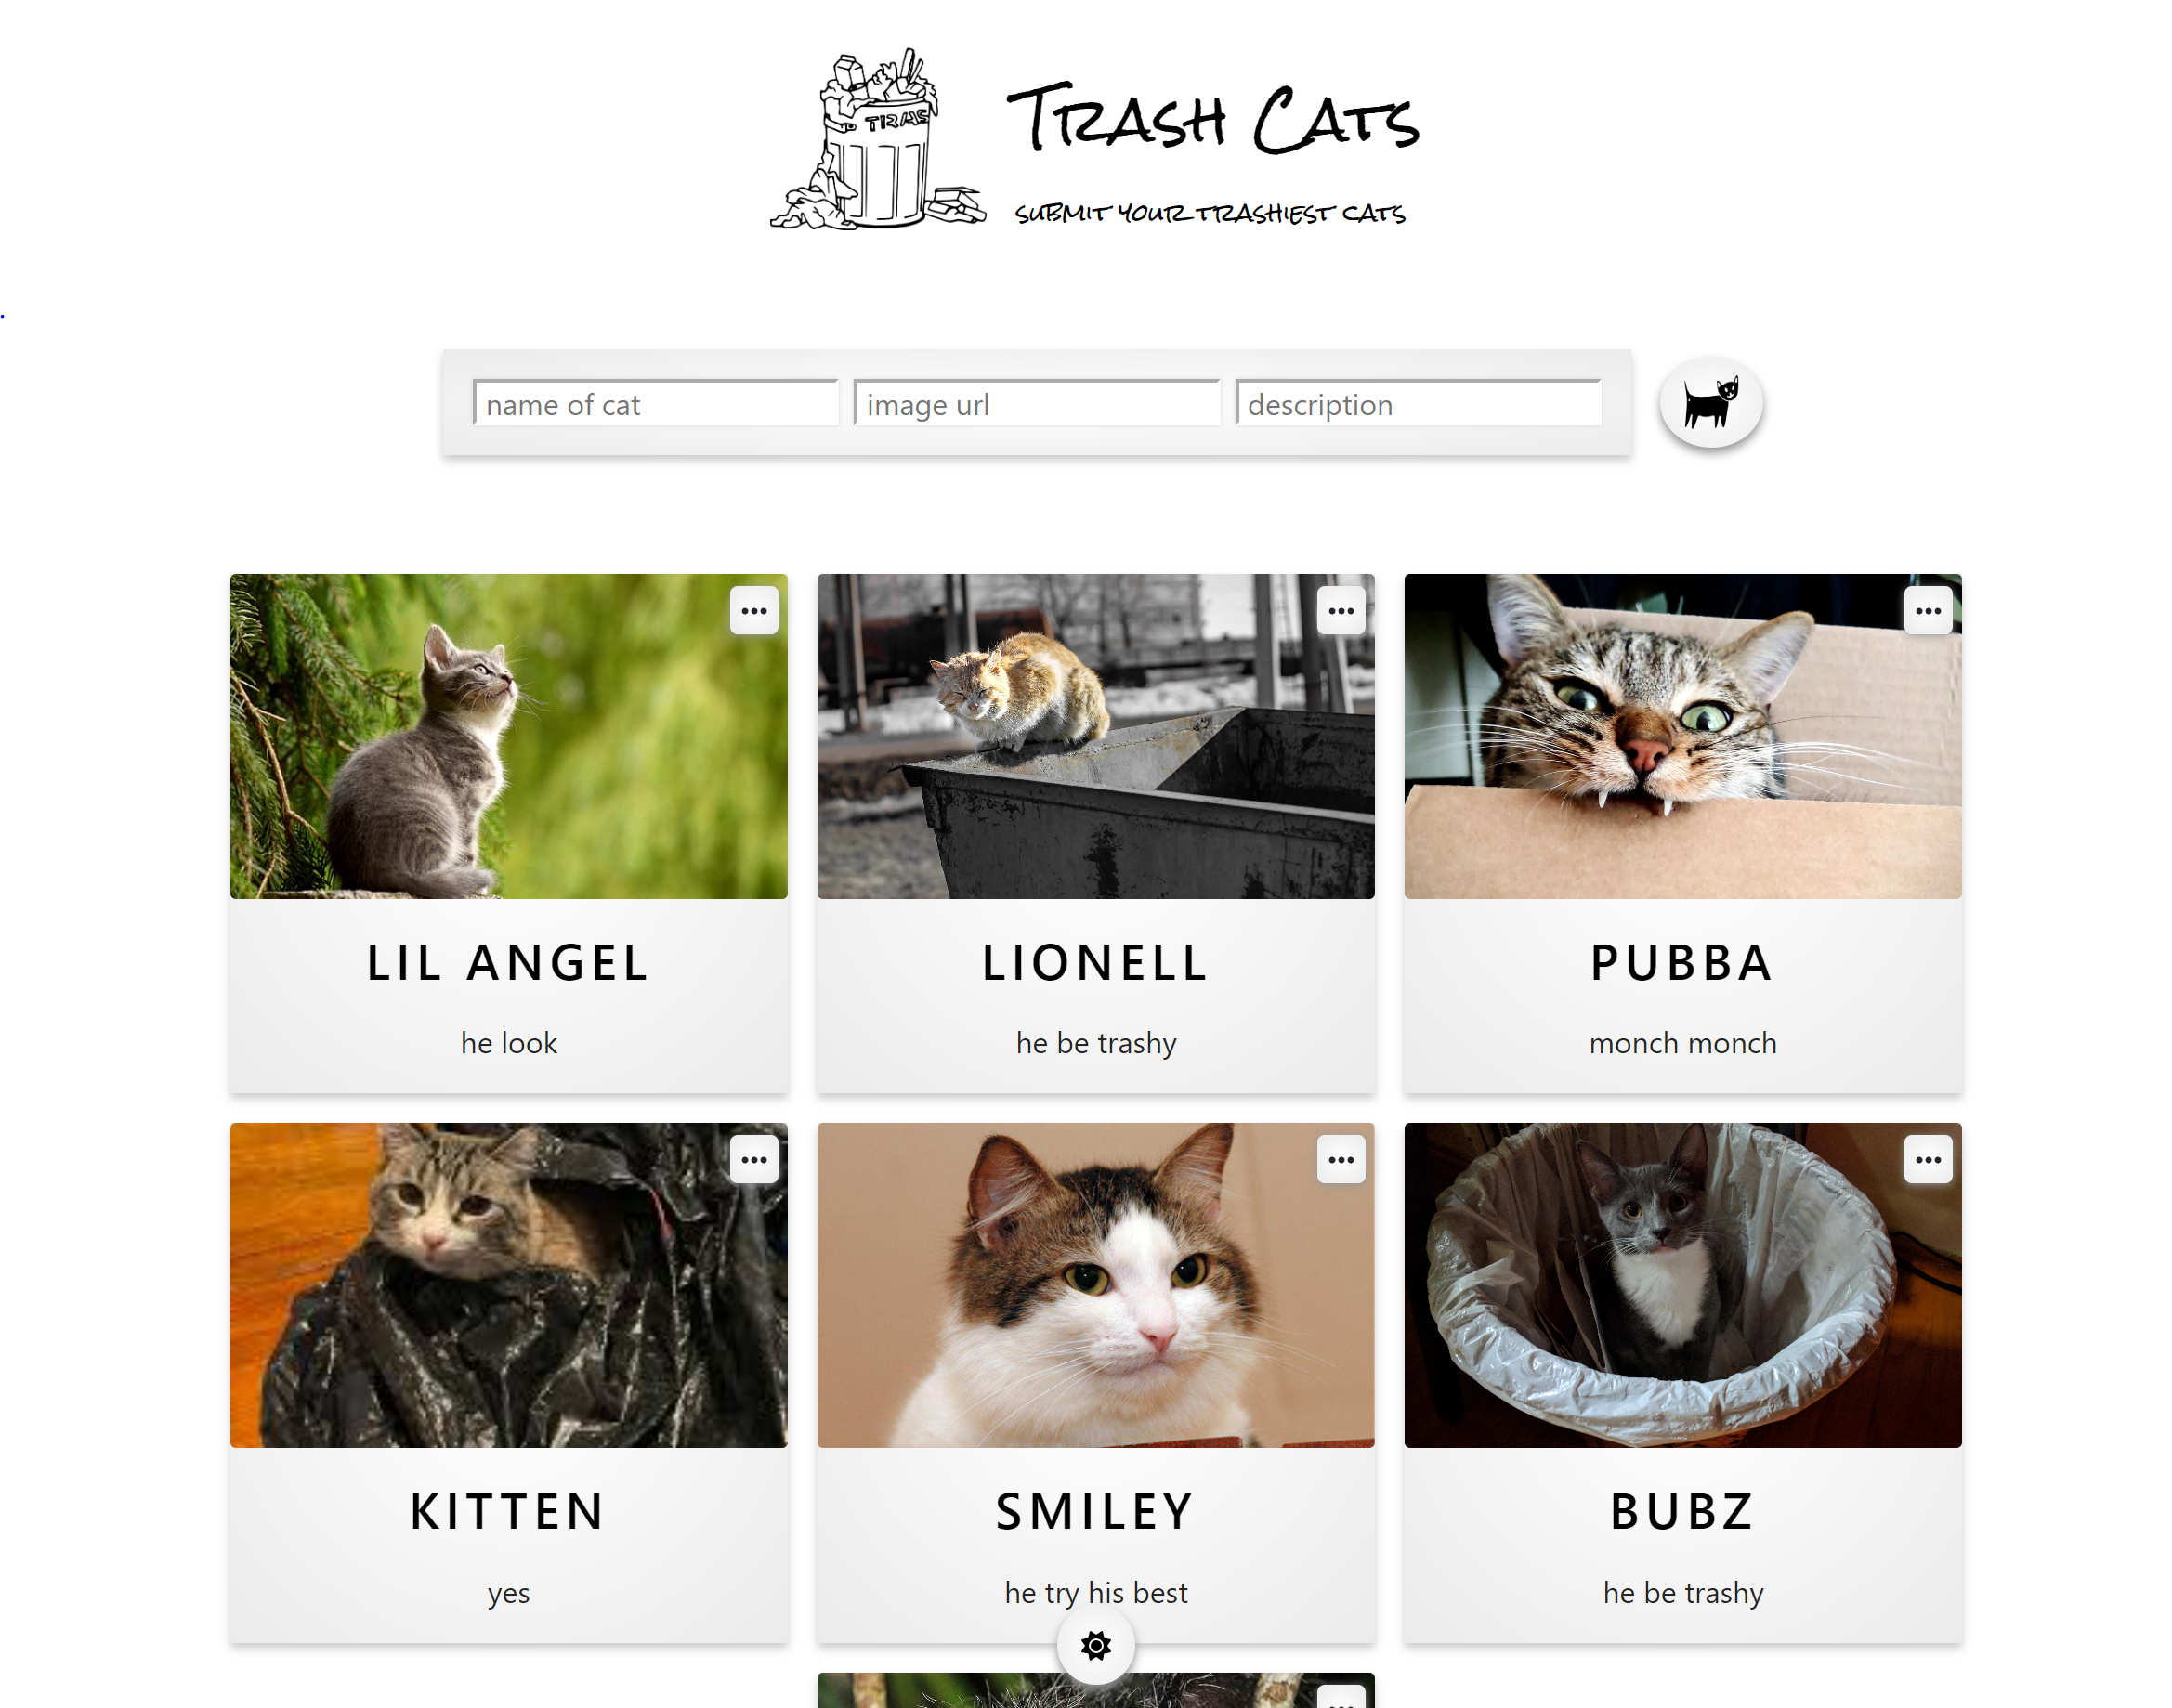 TRAS
Trash Cats
submit your trashiest cats
name of cat
image url
description
LIL ANGEL
LIONELL
PUBBA
he look
he be trashy
monch monch
KITTEN
SMILEY
BUBZ
yes
he try his best
he be trashy